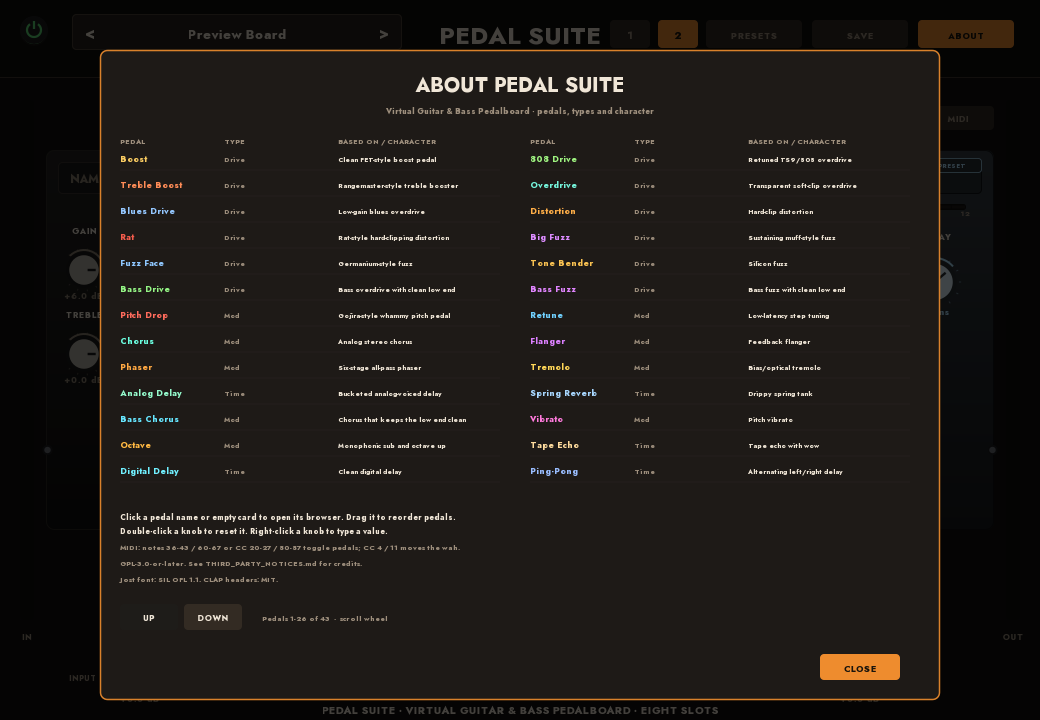 < Preview Board >
PEDAL SUITE
1
2
PRESETS
SAVE
ABOUT
ABOUT PEDAL SUITE
Virtual Guitar & Bass Pedalboard · pedals, types and character
MIDI
PEDAL TYPE BASED ON / CHARACTER PEDAL TYPE BASED ON / CHARACTER
Boost Drive Clean FET-style boost pedal 808 Drive Drive Retuned TS9/808 overdrive
Treble Boost Drive Rangemaster-style treble booster Overdrive Drive Transparent soft-clip overdrive
Blues Drive Drive Low-gain blues overdrive Distortion Drive Hard-clip distortion
Rat Drive Rat-style hard-clipping distortion Big Fuzz Drive Sustaining muff-style fuzz
Fuzz Face Drive Germanium-style fuzz Tone Bender Drive Silicon fuzz
Bass Drive Drive Bass overdrive with clean low end Bass Fuzz Drive Bass fuzz with clean low end
Pitch Drop Mod Gojira-style whammy pitch pedal Retune Mod Low-latency step tuning
Chorus Mod Analog stereo chorus Flanger Mod Feedback flanger
Phaser Mod Six-stage all-pass phaser Tremolo Mod Bias/optical tremolo
Analog Delay Time Bucketed analog-voiced delay Spring Reverb Time Drippy spring tank
Bass Chorus Mod Chorus that keeps the low end clean Vibrato Mod Pitch vibrato
Octave Mod Monophonic sub and octave up Tape Echo Time Tape echo with wow
Digital Delay Time Clean digital delay Ping-Pong Time Alternating left/right delay
GAIN
+6.0
TREBLE
+0.0
Click a pedal name or empty card to open its browser. Drag it to reorder pedals.
Double-click a knob to reset it. Right-click a knob to type a value.
MIDI: notes 36-43 / 60-67 or CC 20-27 / 80-87 toggle pedals; CC 4 / 11 moves the wah.
GPL-3.0-or-later. See THIRD_PARTY_NOTICES.md for credits.
Jost font: SIL OFL 1.1. CLAP headers: MIT.
UP
DOWN
Pedals 1-26 of 43 - scroll wheel
IN
OUT
CLOSE
INPUT
PEDAL SUITE · VIRTUAL GUITAR & BASS PEDALBOARD · EIGHT SLOTS